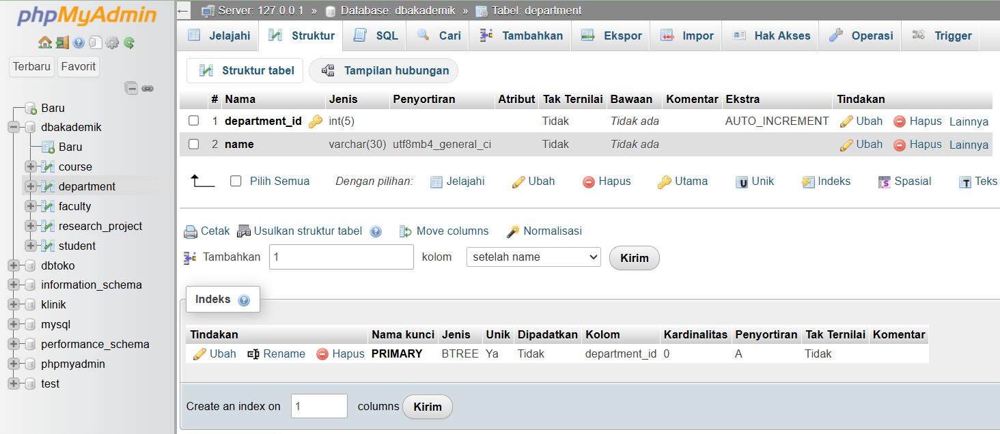 phpMyAdmin
Terbaru Favorit
Baru
dbakademik
Baru
course
department
faculty
research_project
student
dbtoko
information_schema
klinik
mysql
performance_schema
phpmyadmin
test
← Server: 127.0.0.1 » Database: dbakademik » Tabel: department
Jelajahi Struktur SQL Cari Tambahkan Ekspor Impor Hak Akses Operasi Trigger
Struktur tabel Tampilan hubungan
# Nama Jenis Penyortiran Atribut Tak Ternilai Bawaan Komentar Ekstra Tindakan
1 department_id int(5) Tidak Tidak ada AUTO_INCREMENT Ubah Hapus Lainnya
2 name varchar(30) utf8mb4_general_ci Tidak Tidak ada Ubah Hapus Lainnya
Pilih Semua Dengan pilihan: Jelajahi Ubah Hapus Utama Unik Indeks Spasial Teks
Cetak Usulkan struktur tabel Move columns Normalisasi
Tambahkan 1 kolom setelah name Kirim
Indeks
Tindakan Nama kunci Jenis Unik Dipadatkan Kolom Kardinalitas Penyortiran Tak Ternilai Komentar
Ubah Rename Hapus PRIMARY BTREE Ya Tidak department_id 0 A Tidak
Create an index on 1 columns Kirim